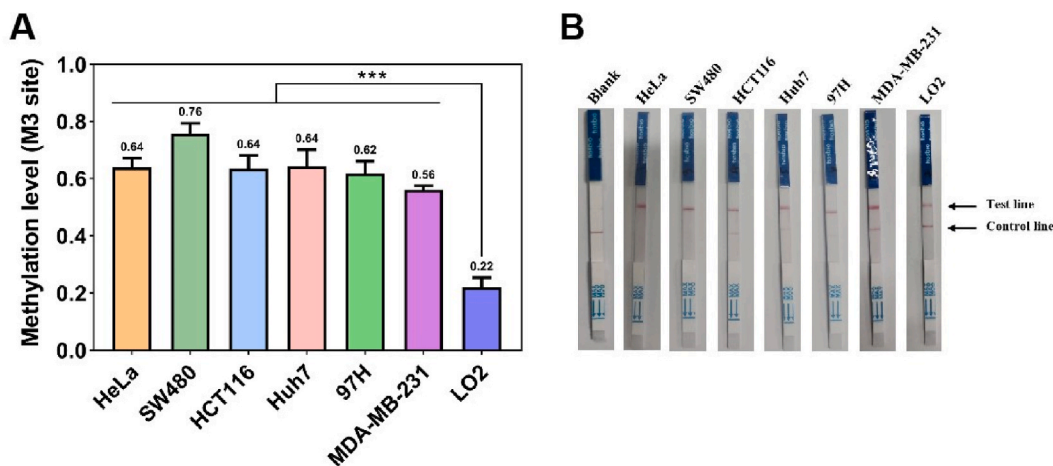 A
Methylation level (M3 site)
1.0
0.8
0.6
0.4
0.2
0.0
***
0.64
0.76
0.64
0.64
0.62
0.56
0.22
HeLa
SW480
HCT116
Huh7
97H
MDA-MB-231
LO2
B
Blank
HeLa
SW480
HCT116
Huh7
97H
MDA-MB-231
LO2
Test line
Control line